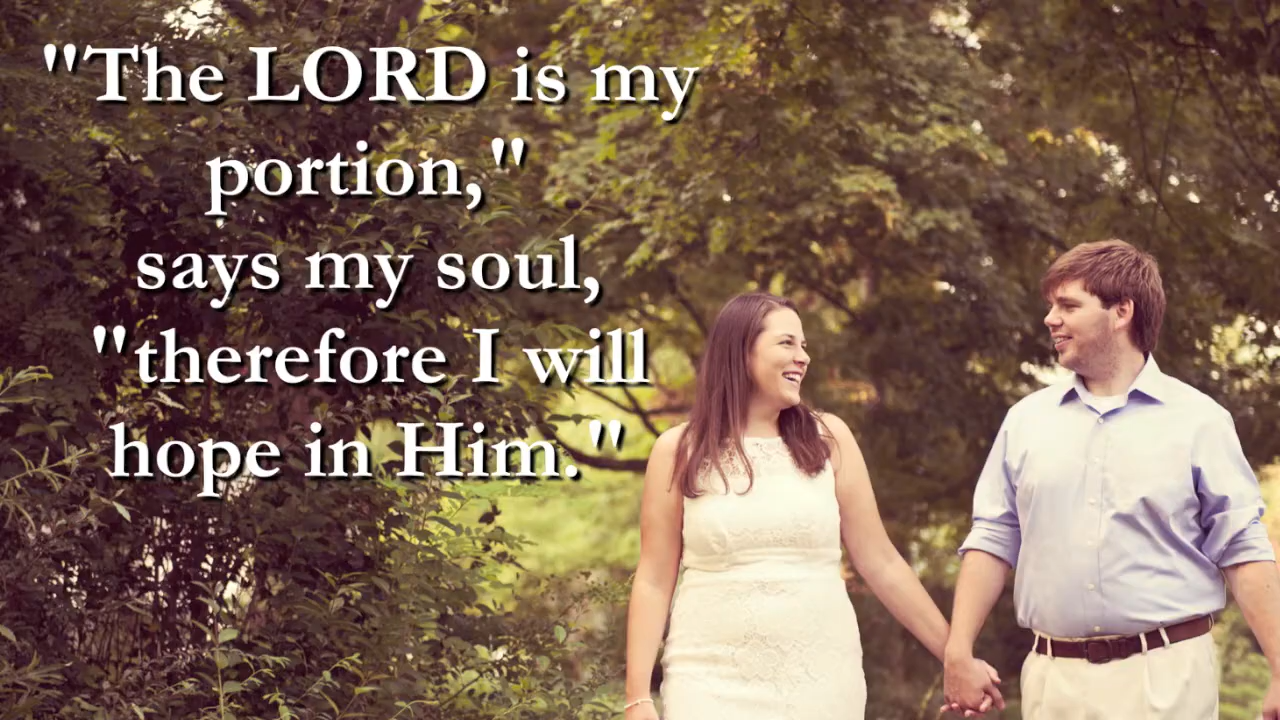 "The LORD is my
portion,"
says my soul,
"therefore I will
hope in Him."